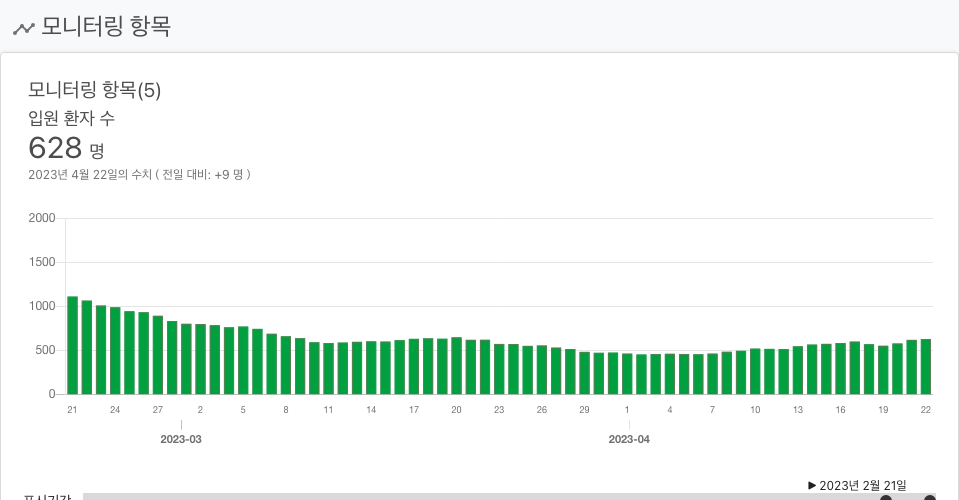 모니터링 항목
모니터링 항목(5)
입원 환자 수
628 명
2023년 4월 22일의 수치 ( 전일 대비: +9 명 )
2000
1500
1000
500
0
21 24 27 2 5 8 11 14 17 20 23 26 29 1 4 7 10 13 16 19 22
2023-03 2023-04
▶ 2023년 2월 21일
표시기간